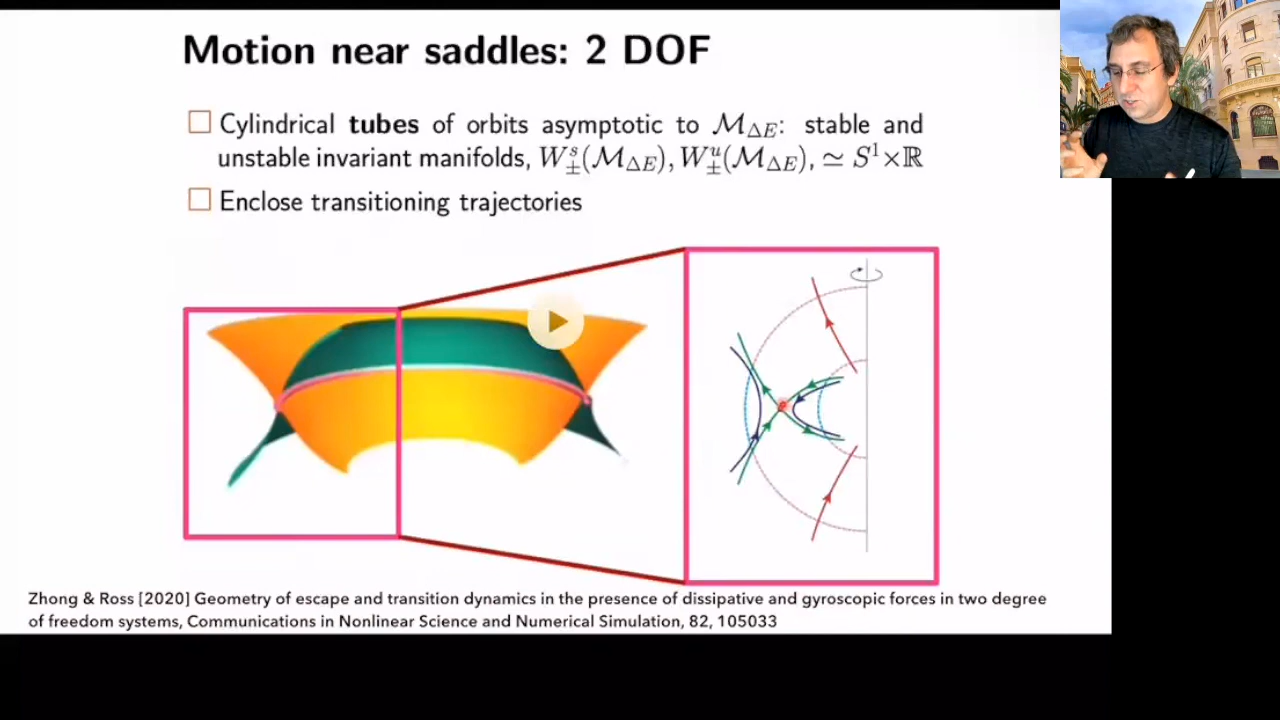 Motion near saddles: 2 DOF
□ Cylindrical tubes of orbits asymptotic to 𝓜_ΔE: stable and
unstable invariant manifolds, W^s_±(𝓜_ΔE), W^u_±(𝓜_ΔE), ≃ S¹×ℝ
□ Enclose transitioning trajectories
Zhong & Ross [2020] Geometry of escape and transition dynamics in the presence of dissipative and gyroscopic forces in two degree
of freedom systems, Communications in Nonlinear Science and Numerical Simulation, 82, 105033